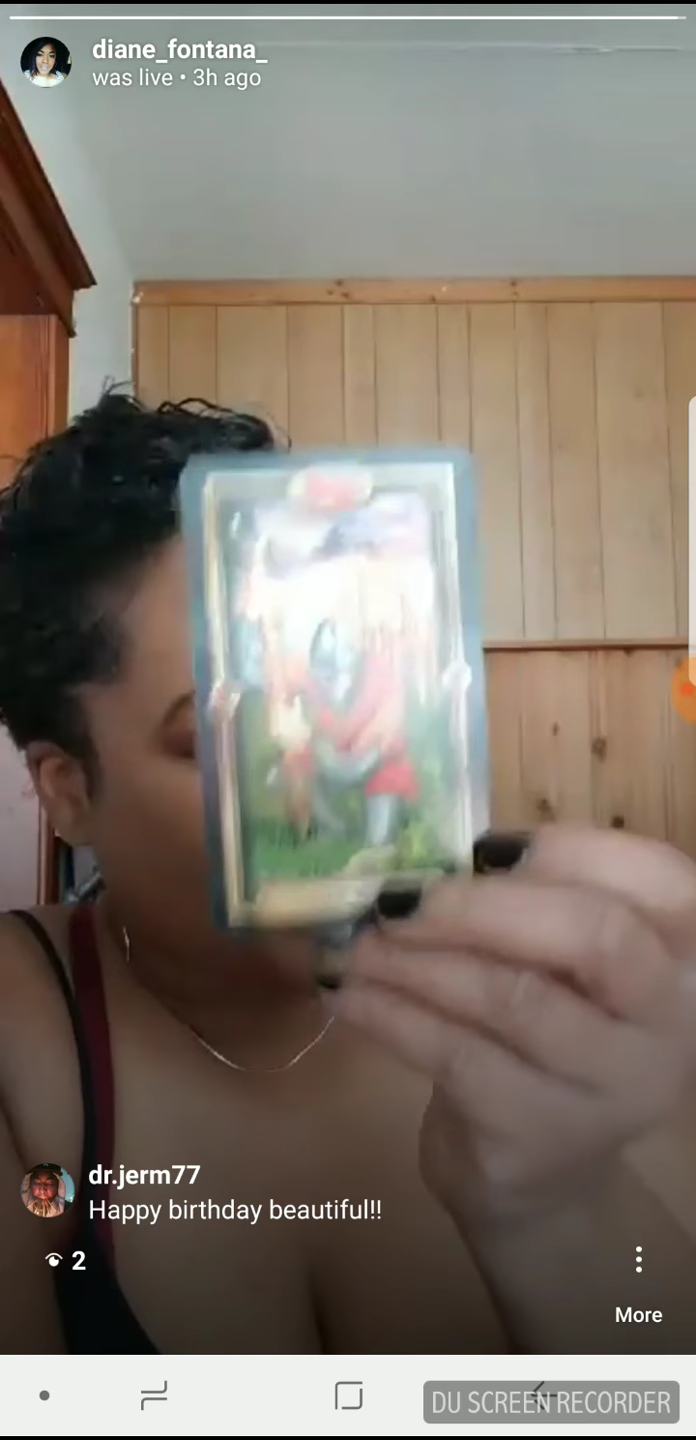 diane_fontana_
was live • 3h ago
dr.jerm77
Happy birthday beautiful!!
2
More
DU SCREEN RECORDER